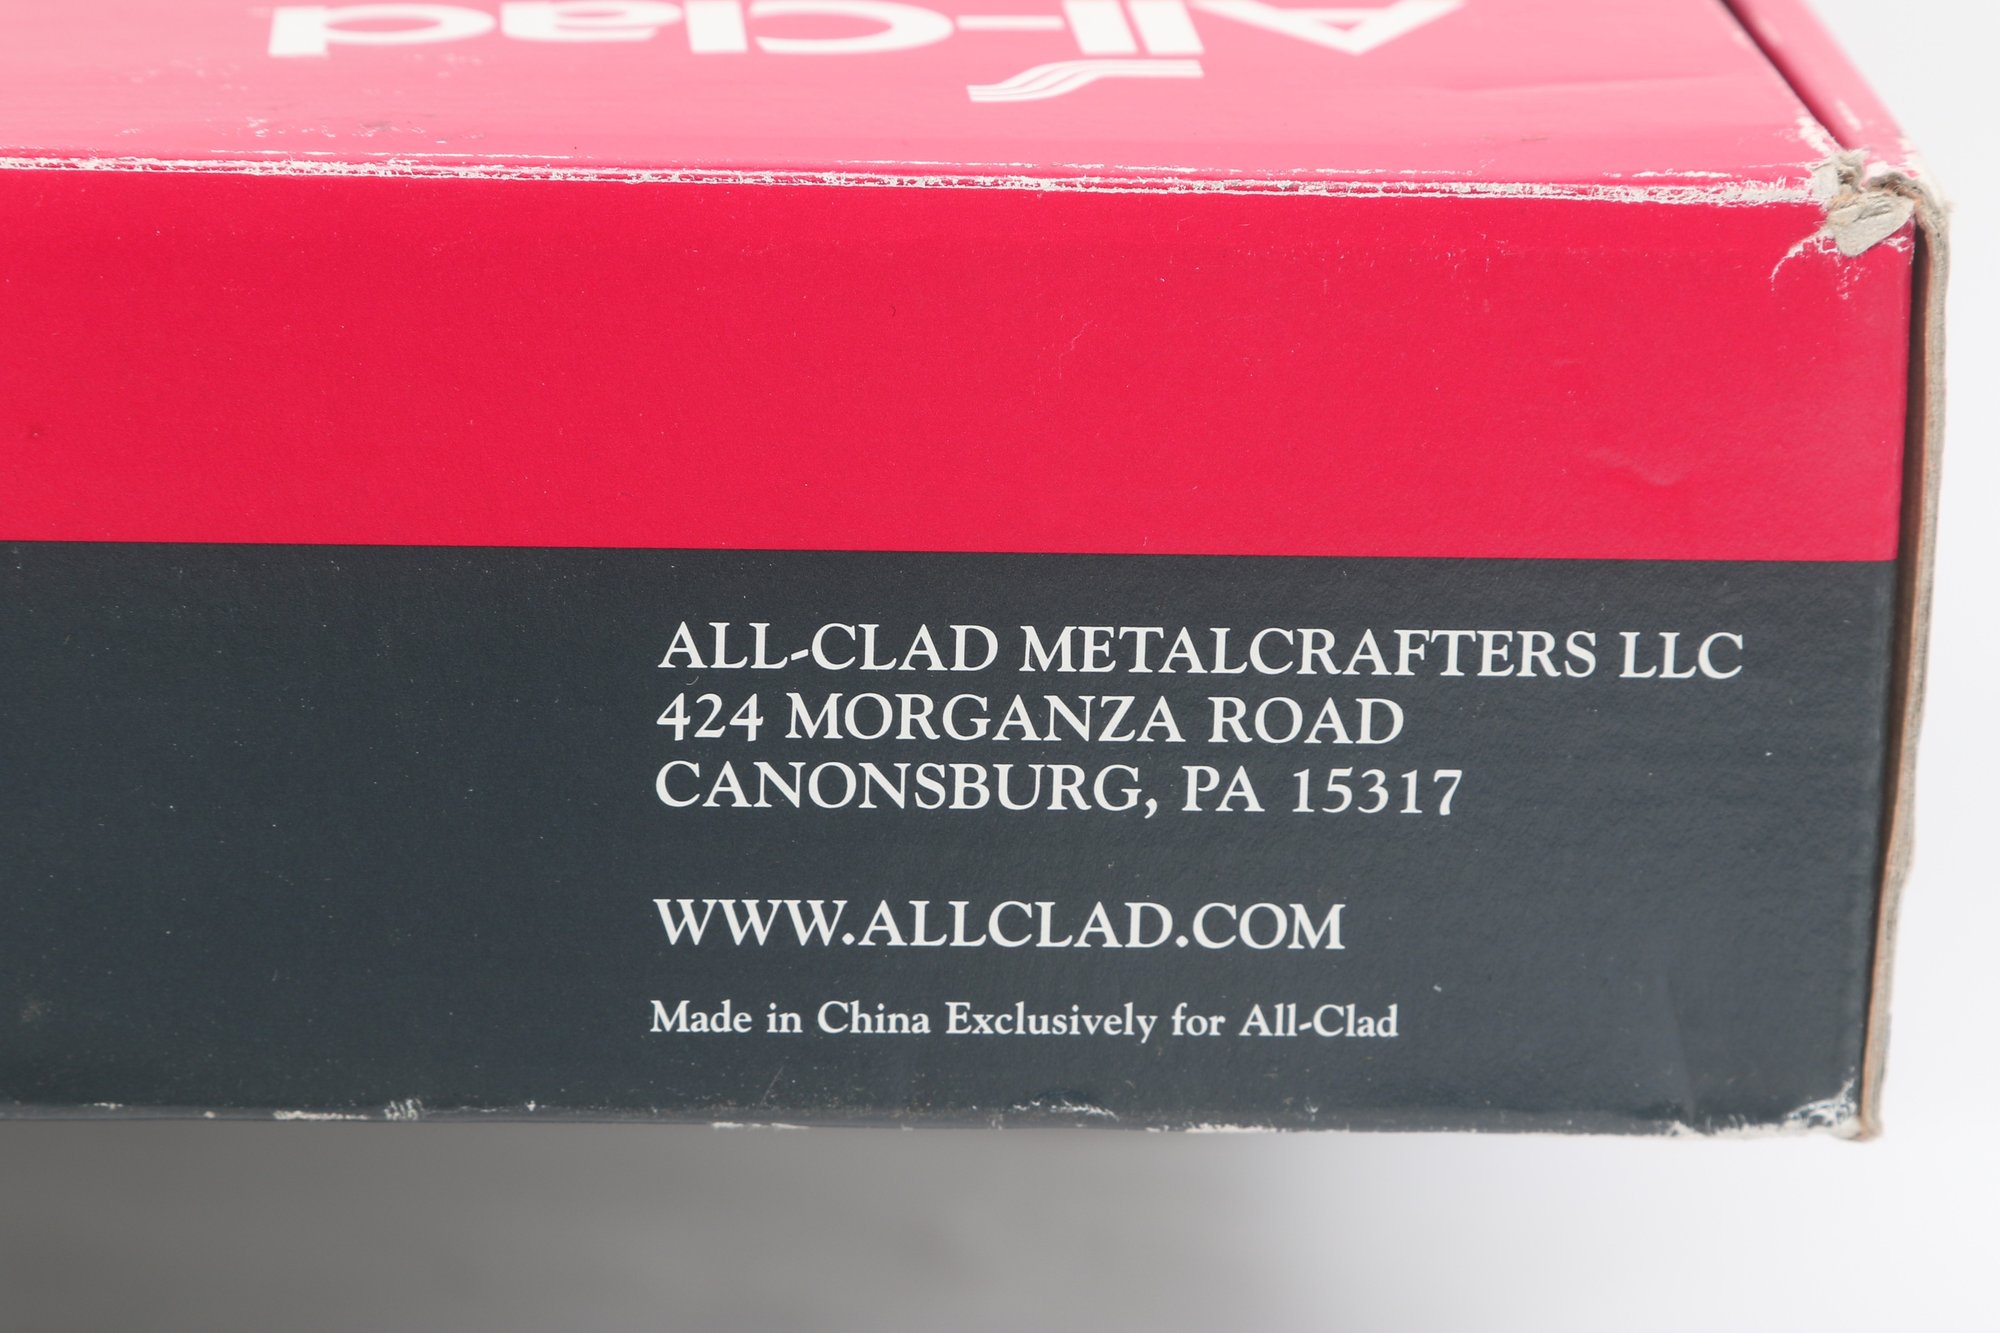 All-Clad
ALL-CLAD METALCRAFTERS LLC
424 MORGANZA ROAD
CANONSBURG, PA 15317
WWW.ALLCLAD.COM
Made in China Exclusively for All-Clad